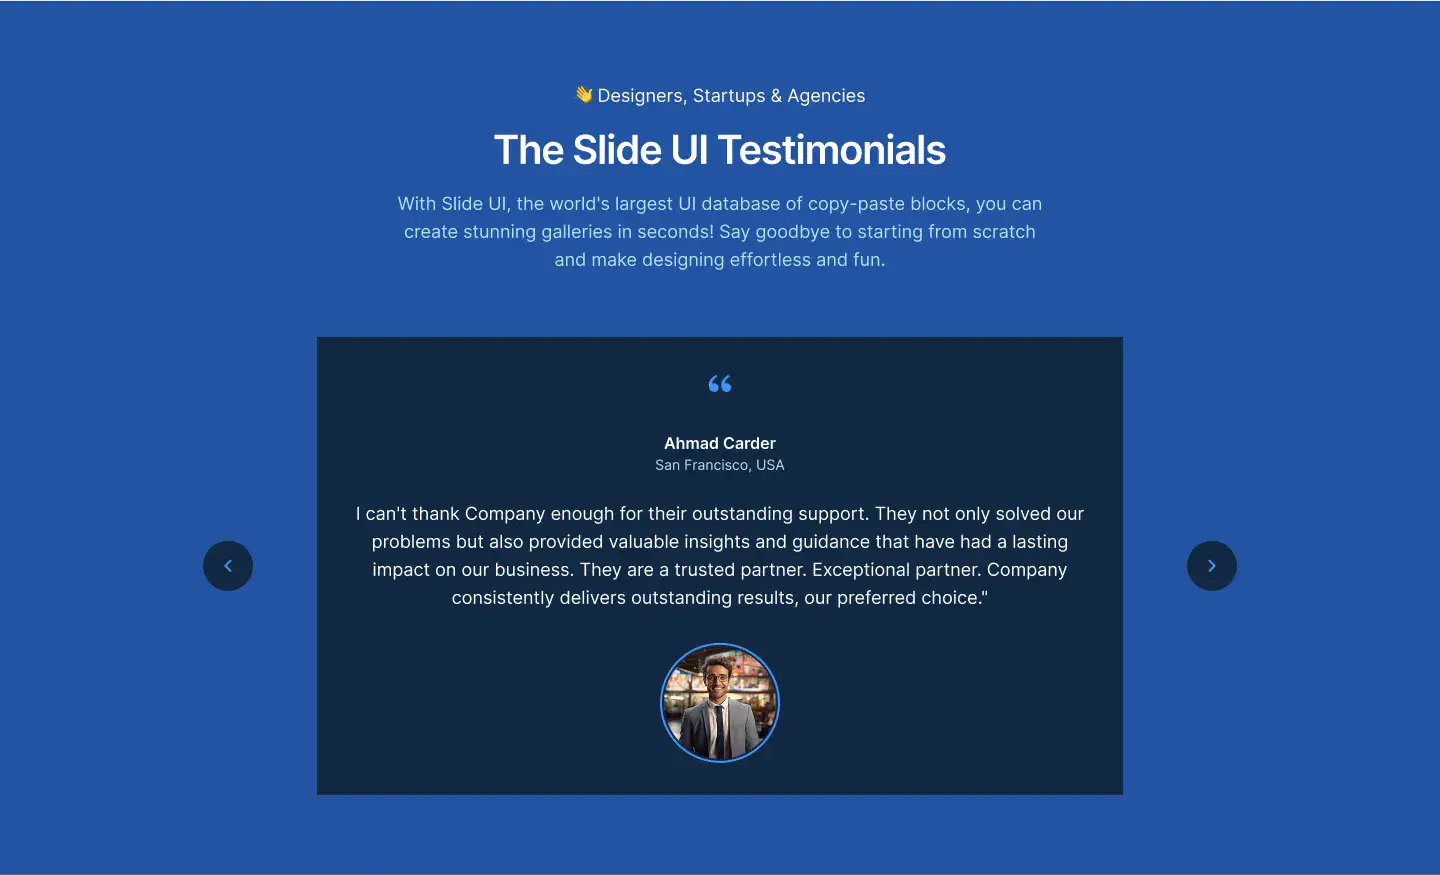 👋 Designers, Startups & Agencies
The Slide UI Testimonials
With Slide UI, the world's largest UI database of copy-paste blocks, you can
create stunning galleries in seconds! Say goodbye to starting from scratch
and make designing effortless and fun.
“
Ahmad Carder
San Francisco, USA
I can't thank Company enough for their outstanding support. They not only solved our
problems but also provided valuable insights and guidance that have had a lasting
impact on our business. They are a trusted partner. Exceptional partner. Company
consistently delivers outstanding results, our preferred choice."